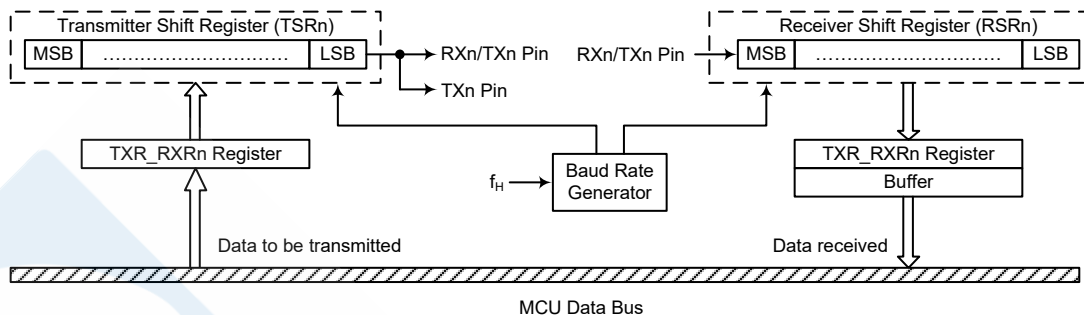 Transmitter Shift Register (TSRn)
MSB ………………………… LSB
RXn/TXn Pin
TXn Pin
TXR_RXRn Register
Data to be transmitted
fH
Baud Rate
Generator
Receiver Shift Register (RSRn)
RXn/TXn Pin
MSB ………………………… LSB
TXR_RXRn Register
Buffer
Data received
MCU Data Bus